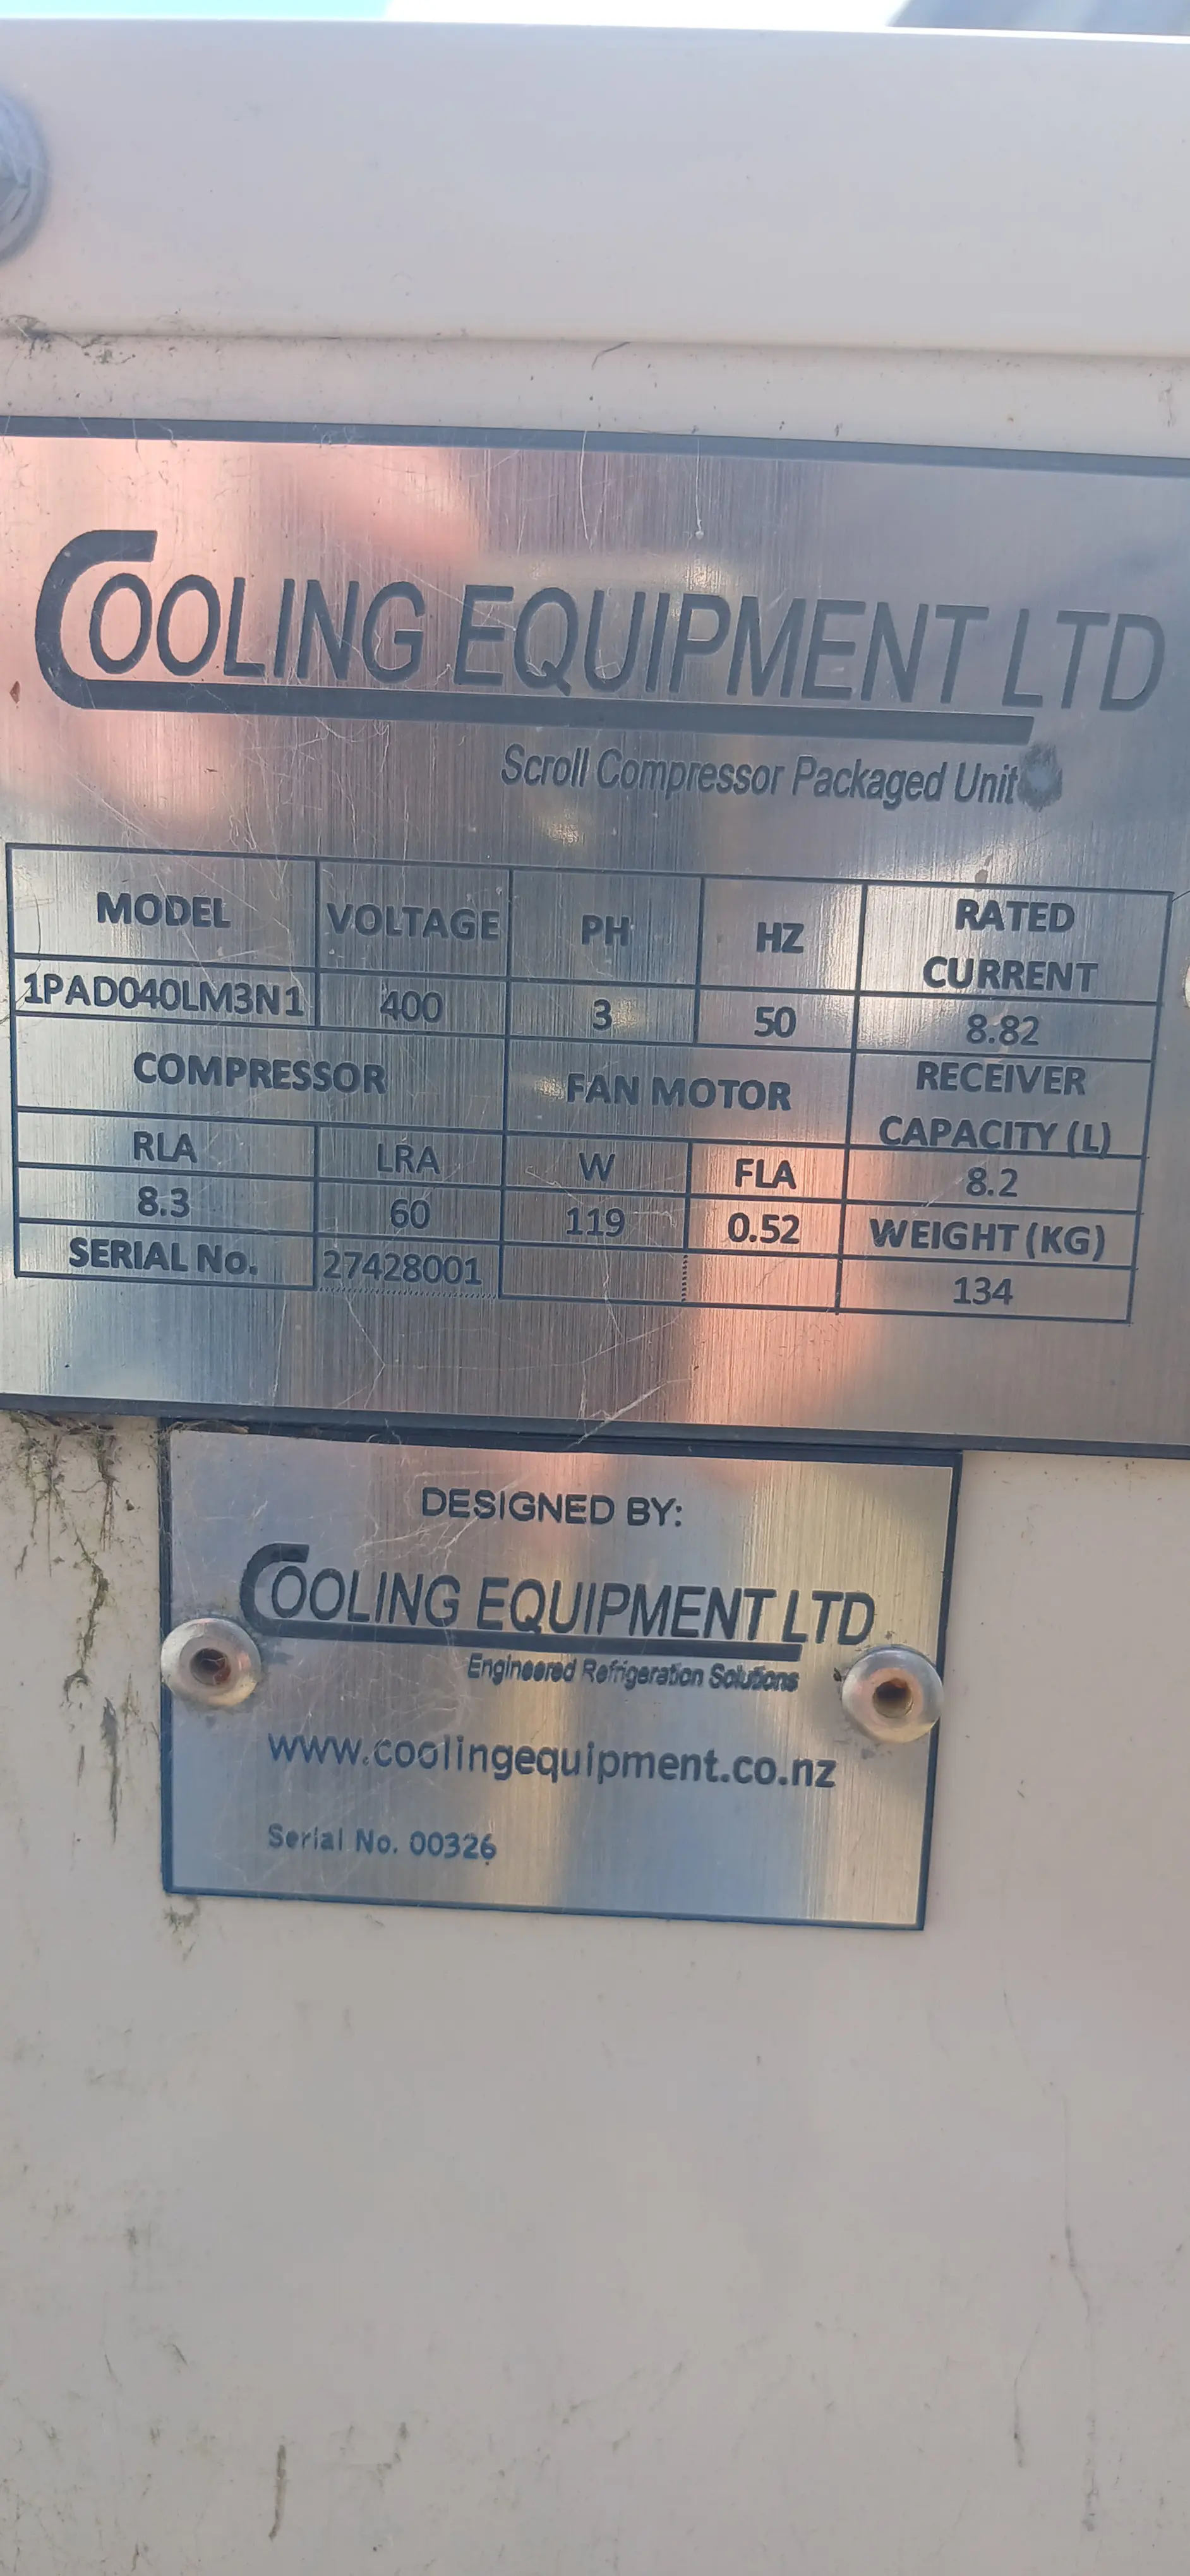 COOLING EQUIPMENT LTD
Scroll Compressor Packaged Unit
MODEL VOLTAGE PH HZ RATED CURRENT
1PAD040LM3N1 400 3 50 8.82
COMPRESSOR FAN MOTOR RECEIVER CAPACITY (L)
RLA LRA W FLA 8.2
8.3 60 119 0.52 WEIGHT (KG)
SERIAL No. 27428001 134
DESIGNED BY:
COOLING EQUIPMENT LTD
Engineered Refrigeration Solutions
www.coolingequipment.co.nz
Serial No. 00326